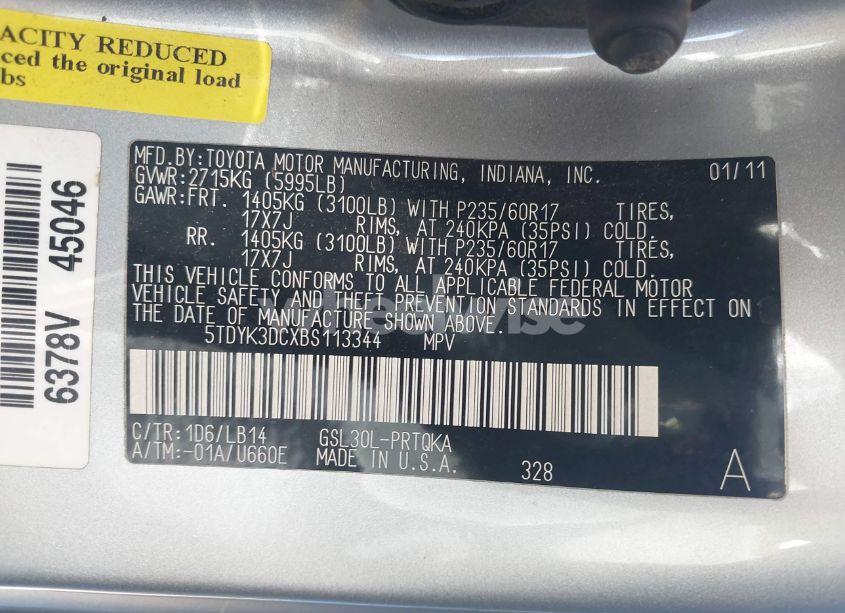 ACITY REDUCED
ced the original load
bs
6378V 45046
MFD.BY:TOYOTA MOTOR MANUFACTURING, INDIANA, INC. 01/11
GVWR:2715KG (5995LB)
GAWR:FRT. 1405KG (3100LB) WITH P235/60R17 TIRES,
17X7J RIMS, AT 240KPA (35PSI) COLD.
RR. 1405KG (3100LB) WITH P235/60R17 TIRES,
17X7J RIMS, AT 240KPA (35PSI) COLD.
THIS VEHICLE CONFORMS TO ALL APPLICABLE FEDERAL MOTOR
VEHICLE SAFETY AND THEFT PREVENTION STANDARDS IN EFFECT ON
THE DATE OF MANUFACTURE SHOWN ABOVE.
5TDYK3DCXBS113344 MPV
C/TR:1D6/LB14 GSL30L-PRTQKA
A/TM:-01A/U660E MADE IN U.S.A. 328 A